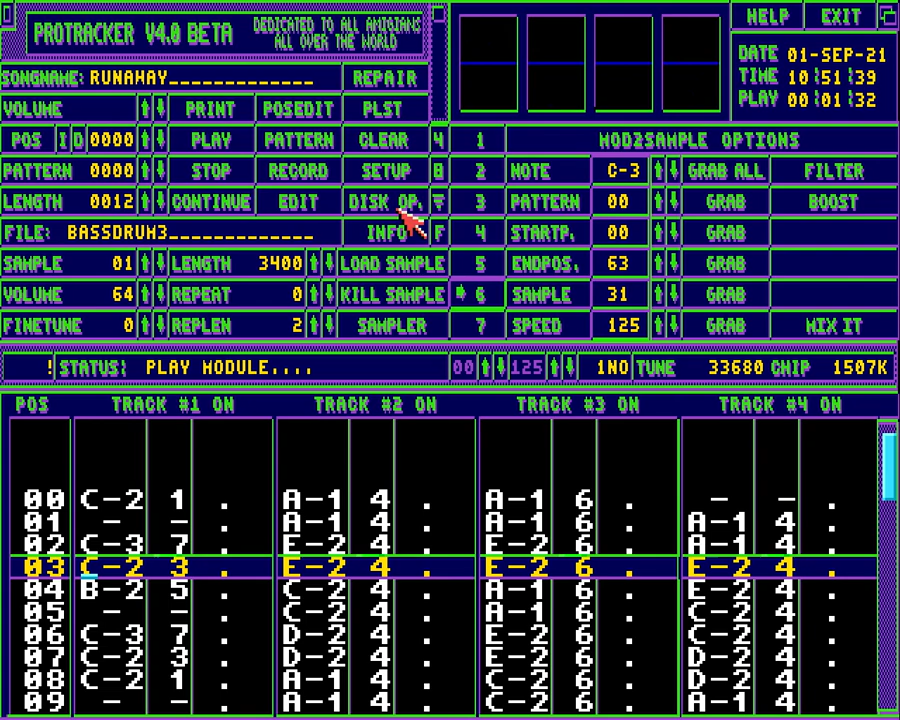 PROTRACKER V4.0 BETA DEDICATED TO ALL AMIGIANS
ALL OVER THE WORLD
HELP EXIT
SONGNAME: RUNAWAY_____________ REPAIR
DATE 01-SEP-21
TIME 10:51:39
PLAY 00:01:32
VOLUME PRINT POSEDIT PLST
POS I D 0000 PLAY PATTERN CLEAR 4 1 MOD2SAMPLE OPTIONS
PATTERN 0000 STOP RECORD SETUP 8 2 NOTE C-3 GRAB ALL FILTER
LENGTH 0012 CONTINUE EDIT DISK OP. 3 PATTERN 00 GRAB BOOST
FILE: BASSDRUM3_____________ INFO F 4 STARTP. 00 GRAB
SAMPLE 01 LENGTH 3400 LOAD SAMPLE 5 ENDPOS. 63 GRAB
VOLUME 64 REPEAT 0 KILL SAMPLE 6 SAMPLE 31 GRAB
FINETUNE 0 REPLEN 2 SAMPLER 7 SPEED 125 GRAB MIX IT
! STATUS: PLAY MODULE.... 00 125 1NO TUNE 33680 CHIP 1507K
POS TRACK #1 ON TRACK #2 ON TRACK #3 ON TRACK #4 ON
00 C-2 1 . A-1 4 . A-1 6 . - - .
01 - - . A-1 4 . A-1 6 . A-1 4 .
02 C-3 7 . E-2 4 . E-2 6 . A-1 4 .
03 C-2 3 . E-2 4 . E-2 6 . E-2 4 .
04 B-2 5 . C-2 4 . A-1 6 . E-2 4 .
05 - - . C-2 4 . A-1 6 . C-2 4 .
06 C-3 7 . D-2 4 . E-2 6 . C-2 4 .
07 C-2 3 . D-2 4 . E-2 6 . D-2 4 .
08 C-2 1 . A-1 4 . C-2 6 . D-2 4 .
09 - - . A-1 4 . C-2 6 . A-1 4 .